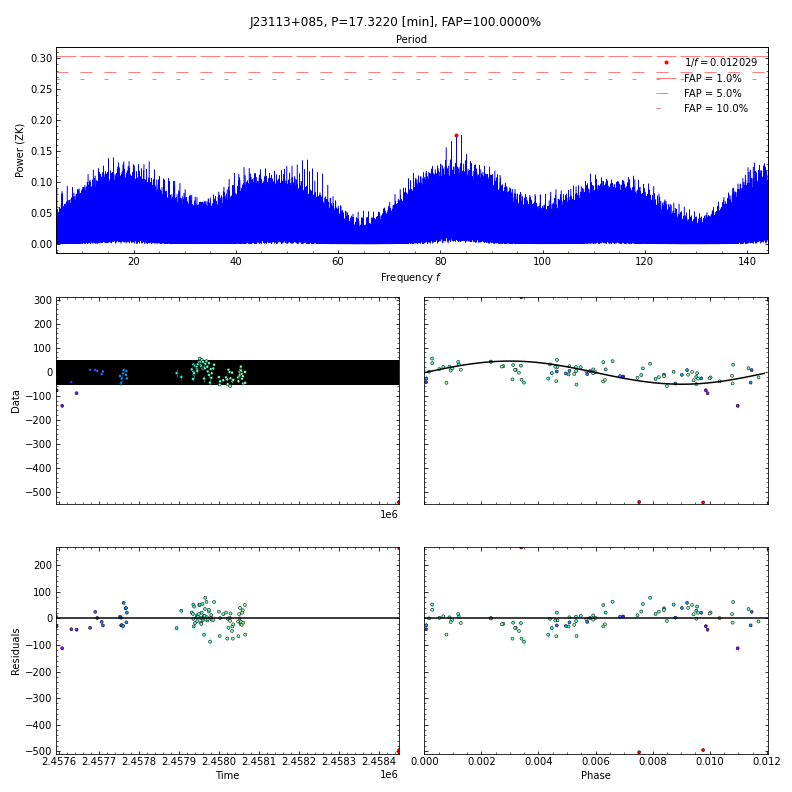 J23113+085, P=17.3220 [min], FAP=100.0000%
Period
0.30
0.25
0.20
0.15
0.10
0.05
0.00
Power (ZK)
1/f = 0.012029
FAP = 1.0%
FAP = 5.0%
FAP = 10.0%
20 40 60 80 100 120 140
Frequency f
300
200
100
0
−100
−200
−300
−400
−500
Data
1e6
200
100
0
−100
−200
−300
−400
−500
Residuals
2.4576 2.4577 2.4578 2.4579 2.4580 2.4581 2.4582 2.4583 2.4584
Time
1e6
0.000 0.002 0.004 0.006 0.008 0.010 0.012
Phase